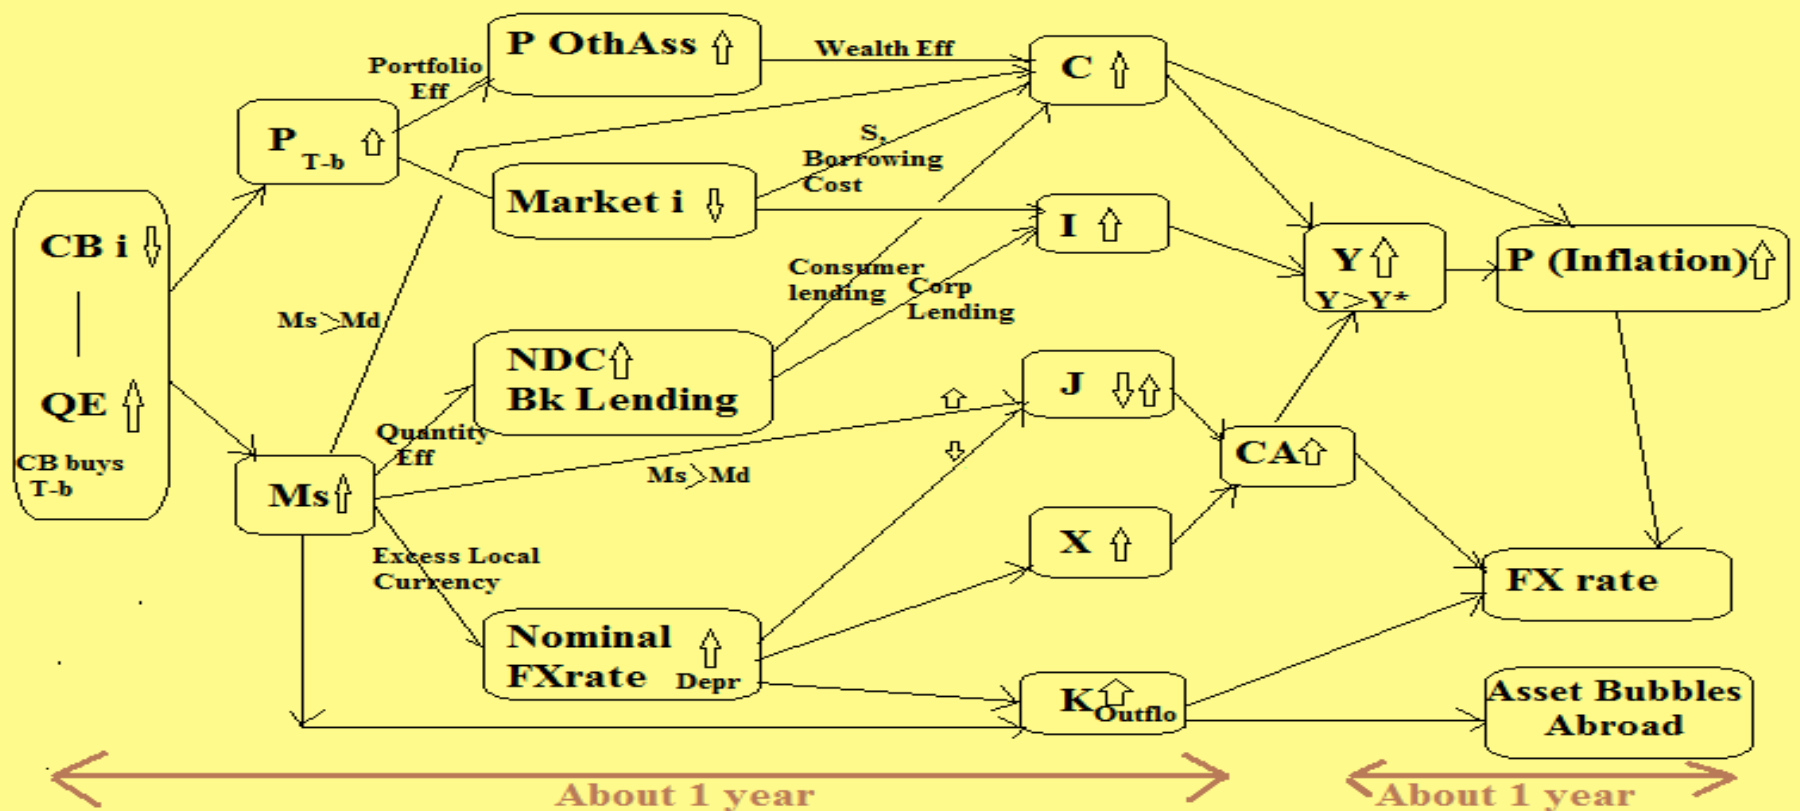 P OthAss
Wealth Eff
C
Portfolio
Eff
P T-b
S,
Borrowing
Cost
Market i
I
CB i
Y
Y>Y*
P (Inflation)
Consumer
lending
Corp
Lending
Ms>Md
NDC
Bk Lending
J
QE
Quantity
Eff
CA
CB buys
T-b
Ms>Md
Ms
X
Excess Local
Currency
FX rate
Nominal
FXrate Depr
K Outflo
Asset Bubbles
Abroad
About 1 year
About 1 year